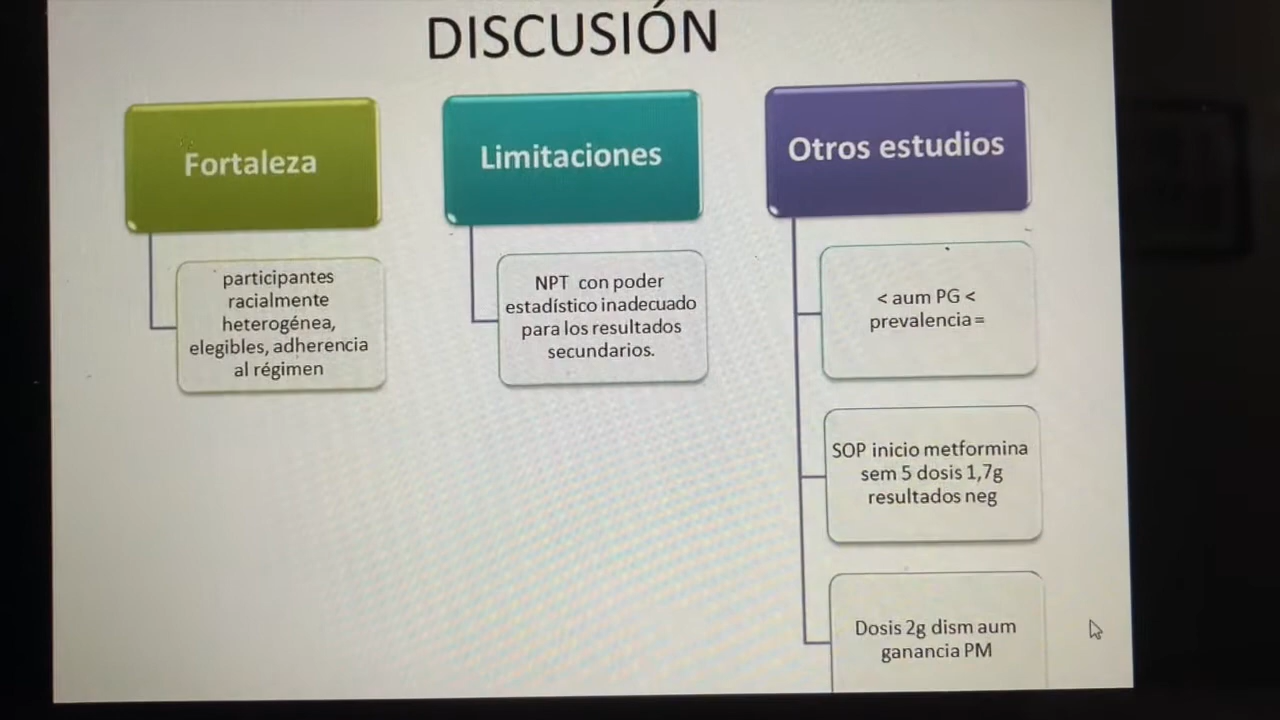 DISCUSIÓN
Fortaleza
participantes
racialmente
heterogénea,
elegibles, adherencia
al régimen
Limitaciones
NPT con poder
estadístico inadecuado
para los resultados
secundarios.
Otros estudios
< aum PG <
prevalencia =
SOP inicio metformina
sem 5 dosis 1,7g
resultados neg
Dosis 2g dism aum
ganancia PM